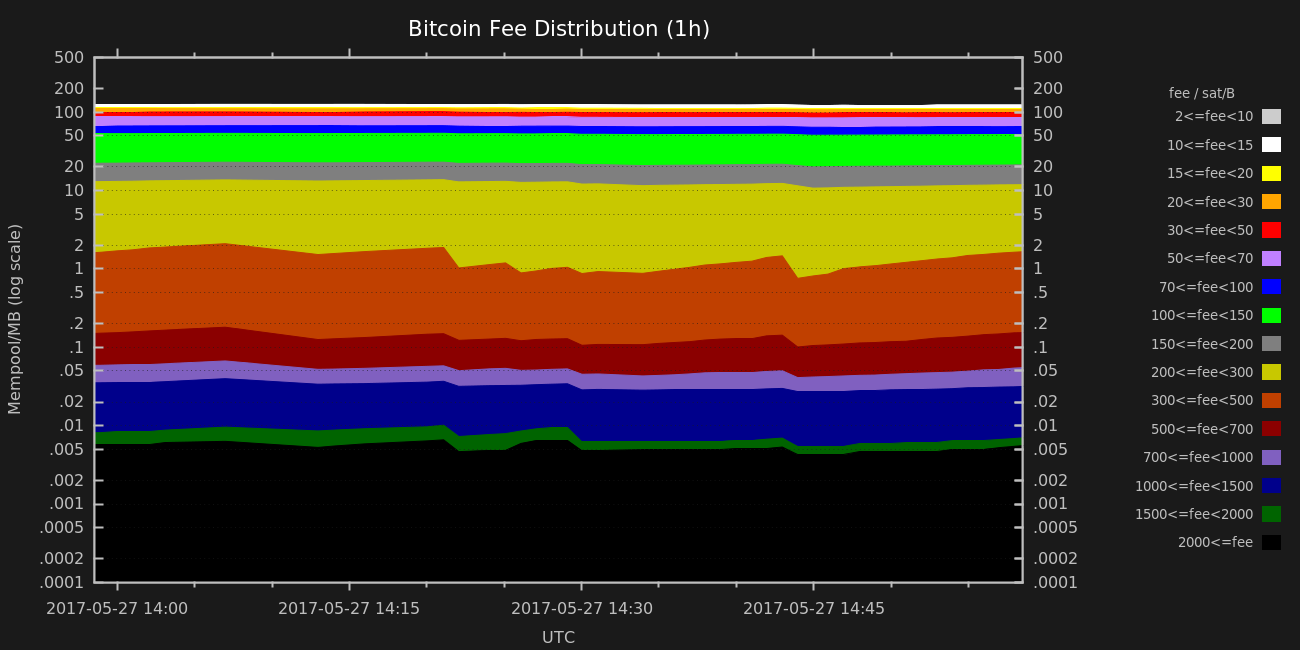 Bitcoin Fee Distribution (1h)
Mempool/MB (log scale)
500
200
100
50
20
10
5
2
1
.5
.2
.1
.05
.02
.01
.005
.002
.001
.0005
.0002
.0001
500
200
100
50
20
10
5
2
1
.5
.2
.1
.05
.02
.01
.005
.002
.001
.0005
.0002
.0001
2017-05-27 14:00 2017-05-27 14:15 2017-05-27 14:30 2017-05-27 14:45
UTC
fee / sat/B
2<=fee<10
10<=fee<15
15<=fee<20
20<=fee<30
30<=fee<50
50<=fee<70
70<=fee<100
100<=fee<150
150<=fee<200
200<=fee<300
300<=fee<500
500<=fee<700
700<=fee<1000
1000<=fee<1500
1500<=fee<2000
2000<=fee